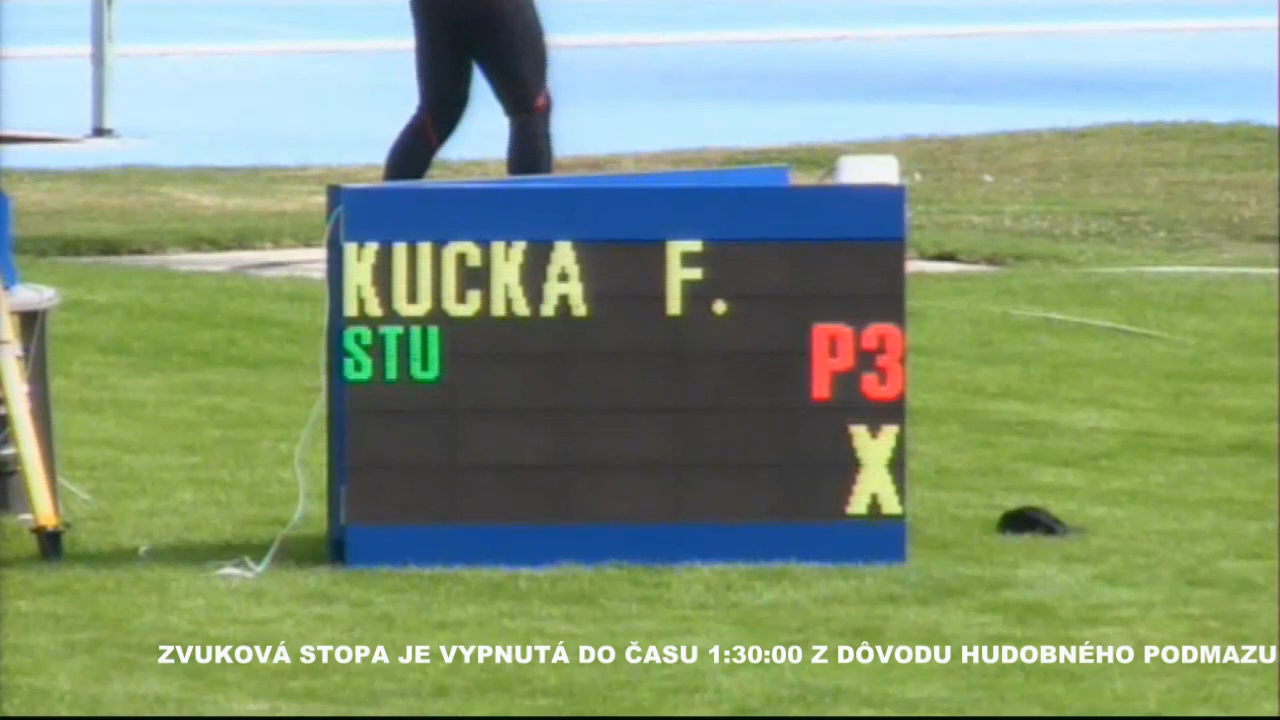 KUCKA F.
STU P3
X
ZVUKOVÁ STOPA JE VYPNUTÁ DO ČASU 1:30:00 Z DÔVODU HUDOBNÉHO PODMAZU